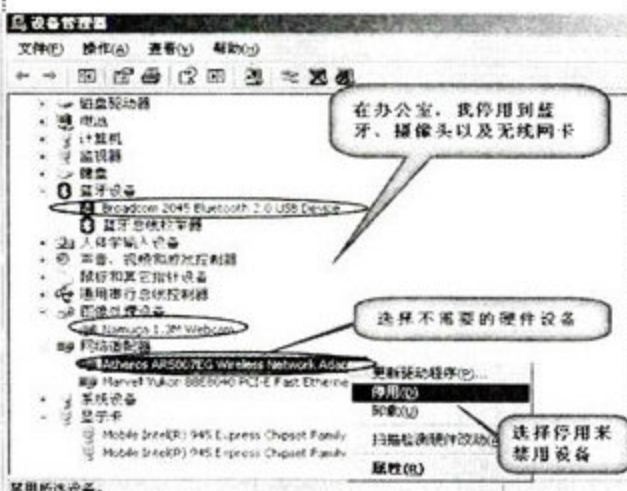 设备管理器
文件(F) 操作(A) 查看(V) 帮助(H)
磁盘驱动器
电池
计算机
监视器
键盘
蓝牙设备
Broadcom 2045 Bluetooth 2.0 USB Device
蓝牙总线枚举器
人体学输入设备
声音、视频和游戏控制器
鼠标和其它指针设备
通用串行总线控制器
图像处理设备
Namuga 1.3M Webcam
网络适配器
Atheros AR5007EG Wireless Network Adap
Marvel Yukon 88E8040 PCI-E Fast Etherne
系统设备
显示卡
Mobile Intel(R) 945 Express Chipset Family
Mobile Intel(R) 945 Express Chipset Family
在办公室，我停用到蓝
牙、摄像头以及无线网卡
选择不需要的硬件设备
更新驱动程序(P)...
停用(D)
卸载(U)
扫描检测硬件改动(A)
属性(R)
选择停用来
禁用设备
禁用所选设备。